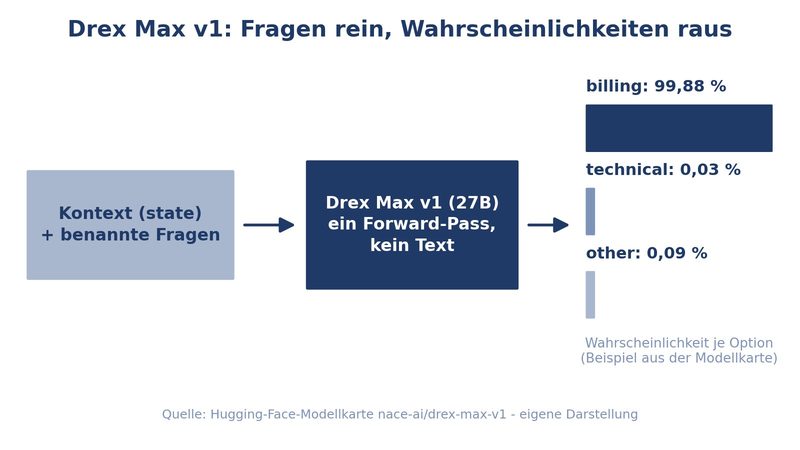 Drex Max v1: Fragen rein, Wahrscheinlichkeiten raus
Kontext (state)
+ benannte Fragen
Drex Max v1 (27B)
ein Forward-Pass,
kein Text
billing: 99,88 %
technical: 0,03 %
other: 0,09 %
Wahrscheinlichkeit je Option
(Beispiel aus der Modellkarte)
Quelle: Hugging-Face-Modellkarte nace-ai/drex-max-v1 - eigene Darstellung